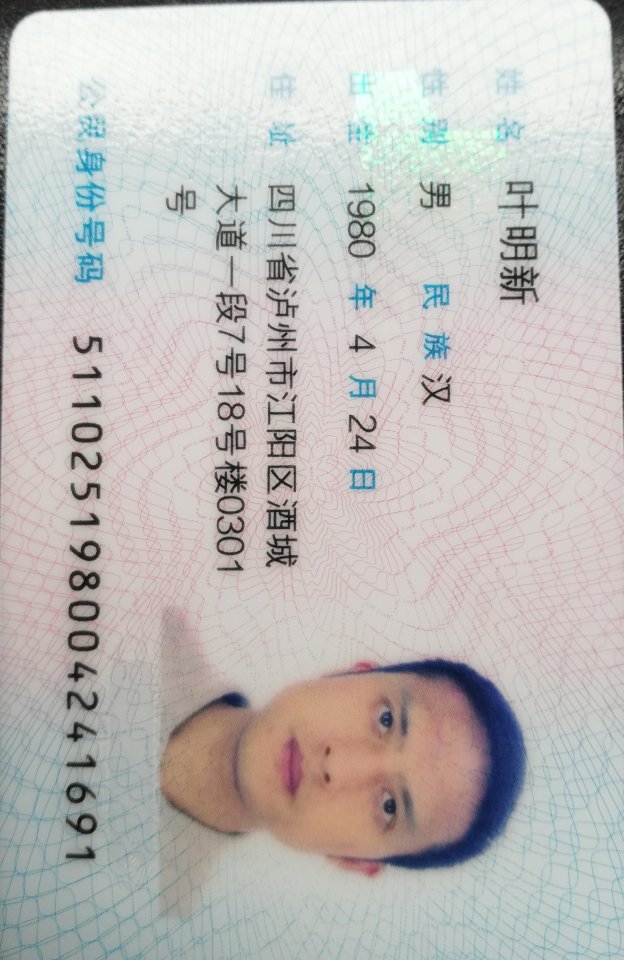 姓名 叶明新
性别 男 民族 汉
出生 1980 年 4 月 24 日
住址 四川省泸州市江阳区酒城
大道一段7号18号楼0301
号
公民身份号码 511025198004241691